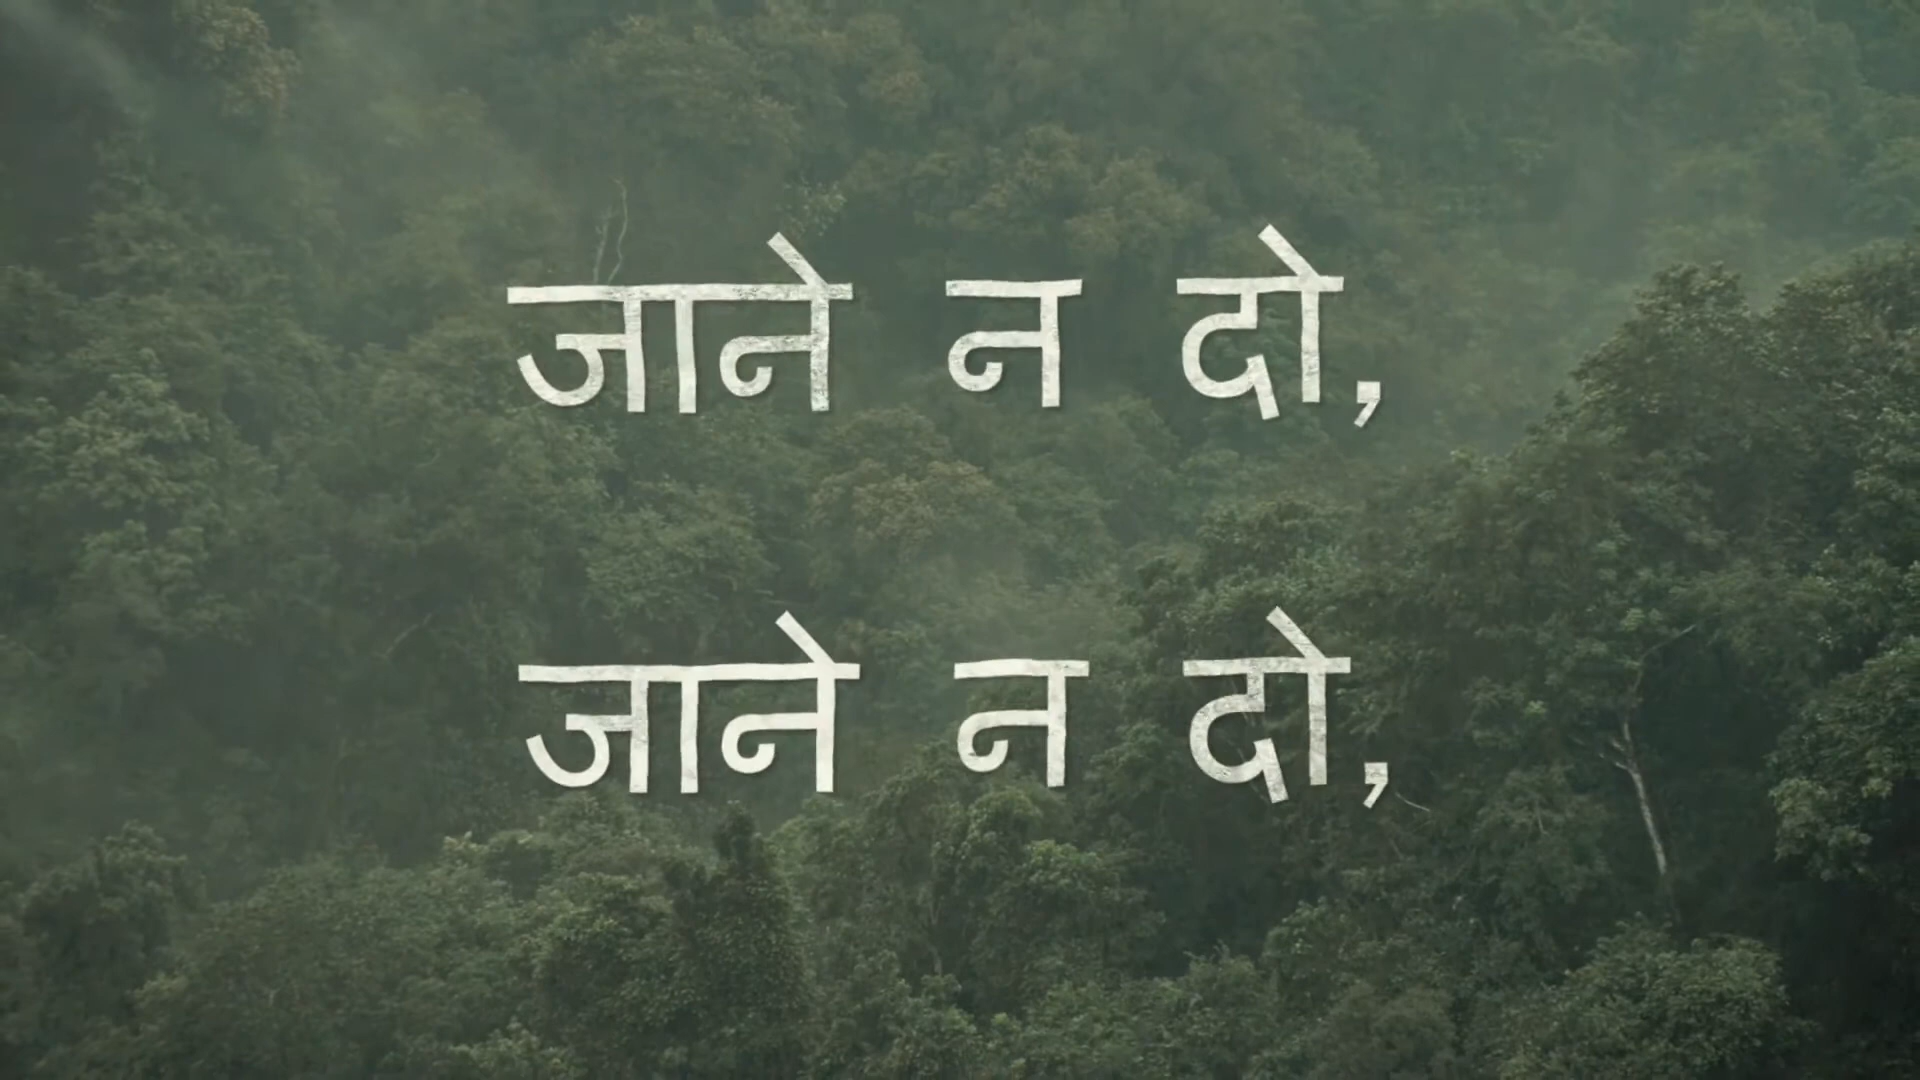 जाने न दो,
जाने न दो,